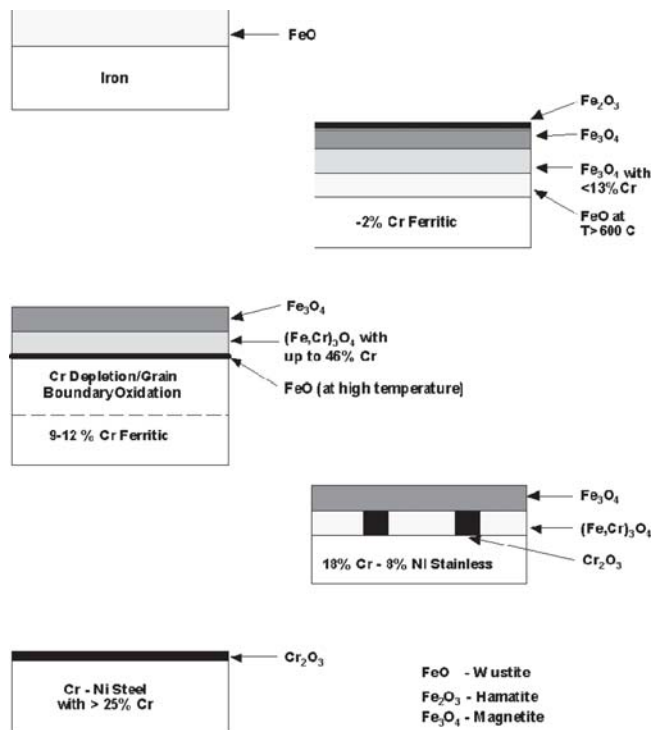 FeO
Iron
Fe₂O₃
Fe₃O₄
Fe₃O₄ with
<13% Cr
FeO at
T>600 C
-2% Cr Ferritic
Fe₃O₄
(Fe,Cr)₃O₄ with
up to 46% Cr
FeO (at high temperature)
Cr Depletion/Grain
Boundary Oxidation
9-12 % Cr Ferritic
Fe₃O₄
(Fe,Cr)₃O₄
Cr₂O₃
18% Cr - 8% NI Stainless
Cr₂O₃
Cr - Ni Steel
with > 25% Cr
FeO - Wustite
Fe₂O₃ - Hamatite
Fe₃O₄ - Magnetite